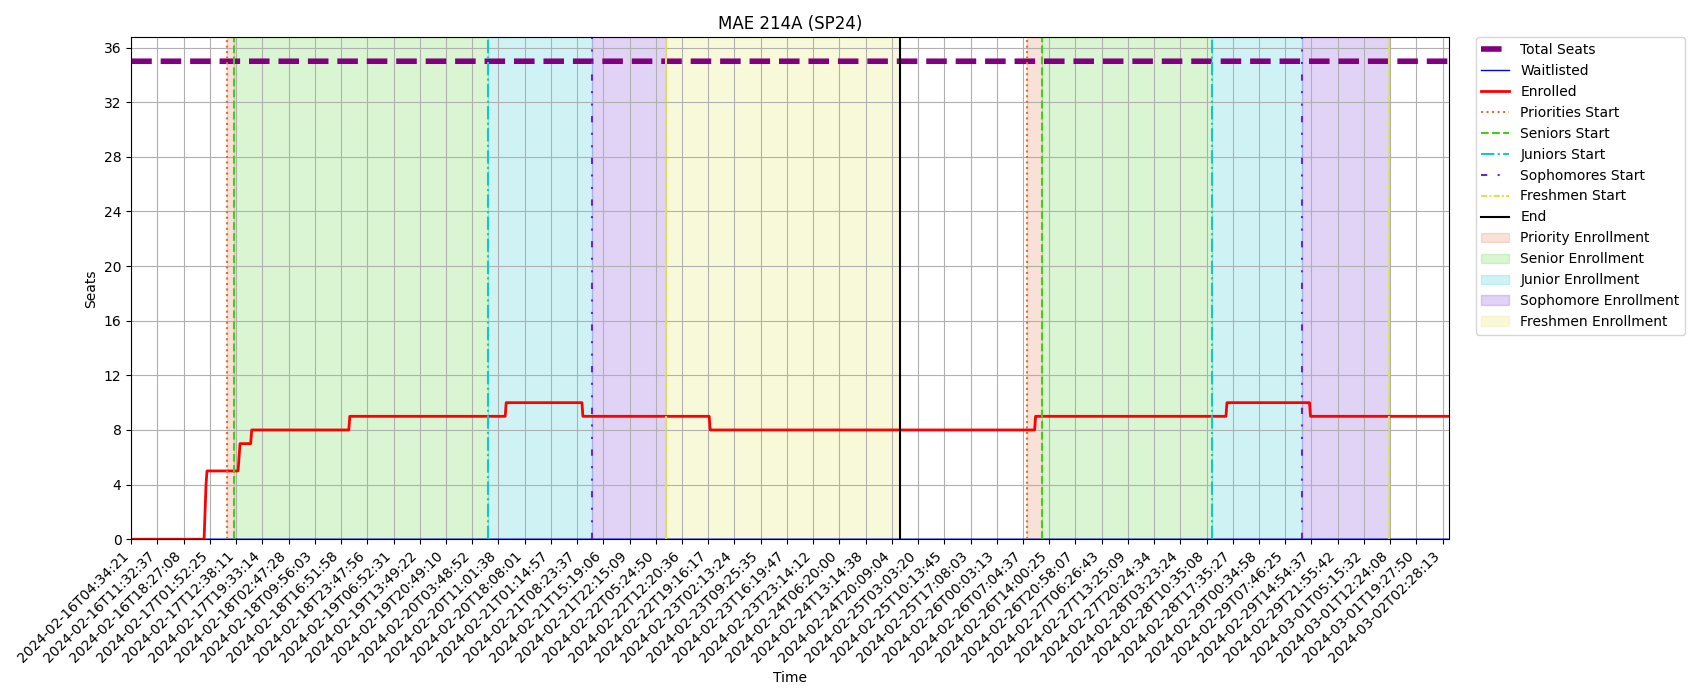 MAE 214A (SP24)
36
32
28
24
20
16
12
8
4
0
Seats
2024-02-16T04:34:21
2024-02-16T11:32:37
2024-02-16T18:27:08
2024-02-17T01:52:25
2024-02-17T12:38:11
2024-02-17T19:33:14
2024-02-18T02:47:28
2024-02-18T09:56:03
2024-02-18T16:51:58
2024-02-18T23:47:56
2024-02-19T06:52:31
2024-02-19T13:49:22
2024-02-19T20:49:10
2024-02-20T03:48:52
2024-02-20T11:01:38
2024-02-20T18:08:01
2024-02-21T01:14:57
2024-02-21T08:23:37
2024-02-21T15:19:06
2024-02-21T22:15:09
2024-02-22T05:24:50
2024-02-22T12:20:36
2024-02-22T19:16:17
2024-02-23T02:13:24
2024-02-23T09:25:35
2024-02-23T16:19:47
2024-02-23T23:14:12
2024-02-24T06:20:00
2024-02-24T13:14:38
2024-02-24T20:09:04
2024-02-25T03:03:20
2024-02-25T10:13:45
2024-02-25T17:08:03
2024-02-26T00:03:13
2024-02-26T07:04:37
2024-02-26T14:00:25
2024-02-26T20:58:07
2024-02-27T06:26:43
2024-02-27T13:25:09
2024-02-27T20:24:34
2024-02-28T03:23:24
2024-02-28T10:35:08
2024-02-28T17:35:27
2024-02-29T00:34:58
2024-02-29T07:46:25
2024-02-29T14:54:37
2024-02-29T21:55:42
2024-03-01T05:15:32
2024-03-01T12:24:08
2024-03-01T19:27:50
2024-03-02T02:28:13
Time
Total Seats
Waitlisted
Enrolled
Priorities Start
Seniors Start
Juniors Start
Sophomores Start
Freshmen Start
End
Priority Enrollment
Senior Enrollment
Junior Enrollment
Sophomore Enrollment
Freshmen Enrollment